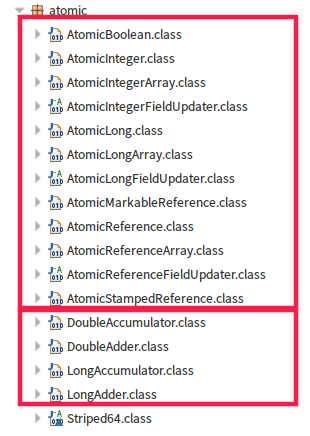 atomic
AtomicBoolean.class
AtomicInteger.class
AtomicIntegerArray.class
AtomicIntegerFieldUpdater.class
AtomicLong.class
AtomicLongArray.class
AtomicLongFieldUpdater.class
AtomicMarkableReference.class
AtomicReference.class
AtomicReferenceArray.class
AtomicReferenceFieldUpdater.class
AtomicStampedReference.class
DoubleAccumulator.class
DoubleAdder.class
LongAccumulator.class
LongAdder.class
Striped64.class